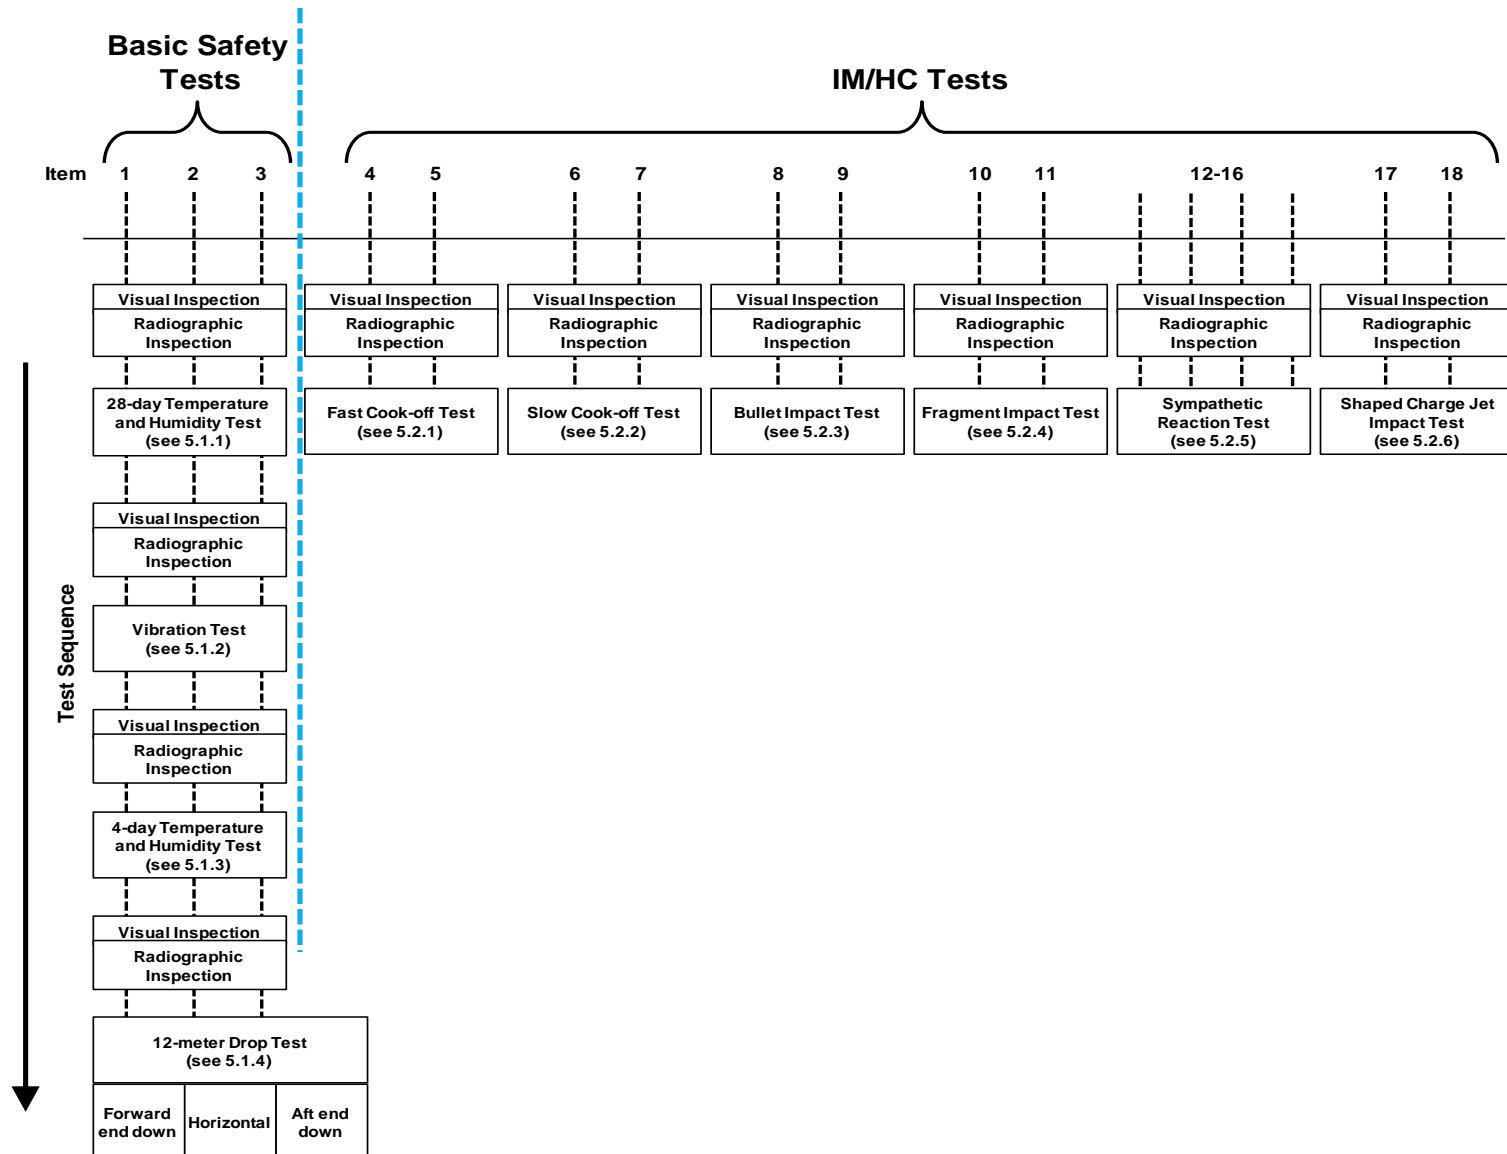 Basic Safety
Tests
IM/HC Tests
Item 1 2 3 4 5 6 7 8 9 10 11 12-16 17 18
Visual Inspection
Radiographic
Inspection
Visual Inspection
Radiographic
Inspection
Visual Inspection
Radiographic
Inspection
Visual Inspection
Radiographic
Inspection
Visual Inspection
Radiographic
Inspection
Visual Inspection
Radiographic
Inspection
Visual Inspection
Radiographic
Inspection
28-day Temperature
and Humidity Test
(see 5.1.1)
Fast Cook-off Test
(see 5.2.1)
Slow Cook-off Test
(see 5.2.2)
Bullet Impact Test
(see 5.2.3)
Fragment Impact Test
(see 5.2.4)
Sympathetic
Reaction Test
(see 5.2.5)
Shaped Charge Jet
Impact Test
(see 5.2.6)
Visual Inspection
Radiographic
Inspection
Test Sequence
Vibration Test
(see 5.1.2)
Visual Inspection
Radiographic
Inspection
4-day Temperature
and Humidity Test
(see 5.1.3)
Visual Inspection
Radiographic
Inspection
12-meter Drop Test
(see 5.1.4)
Forward
end down
Horizontal
Aft end
down